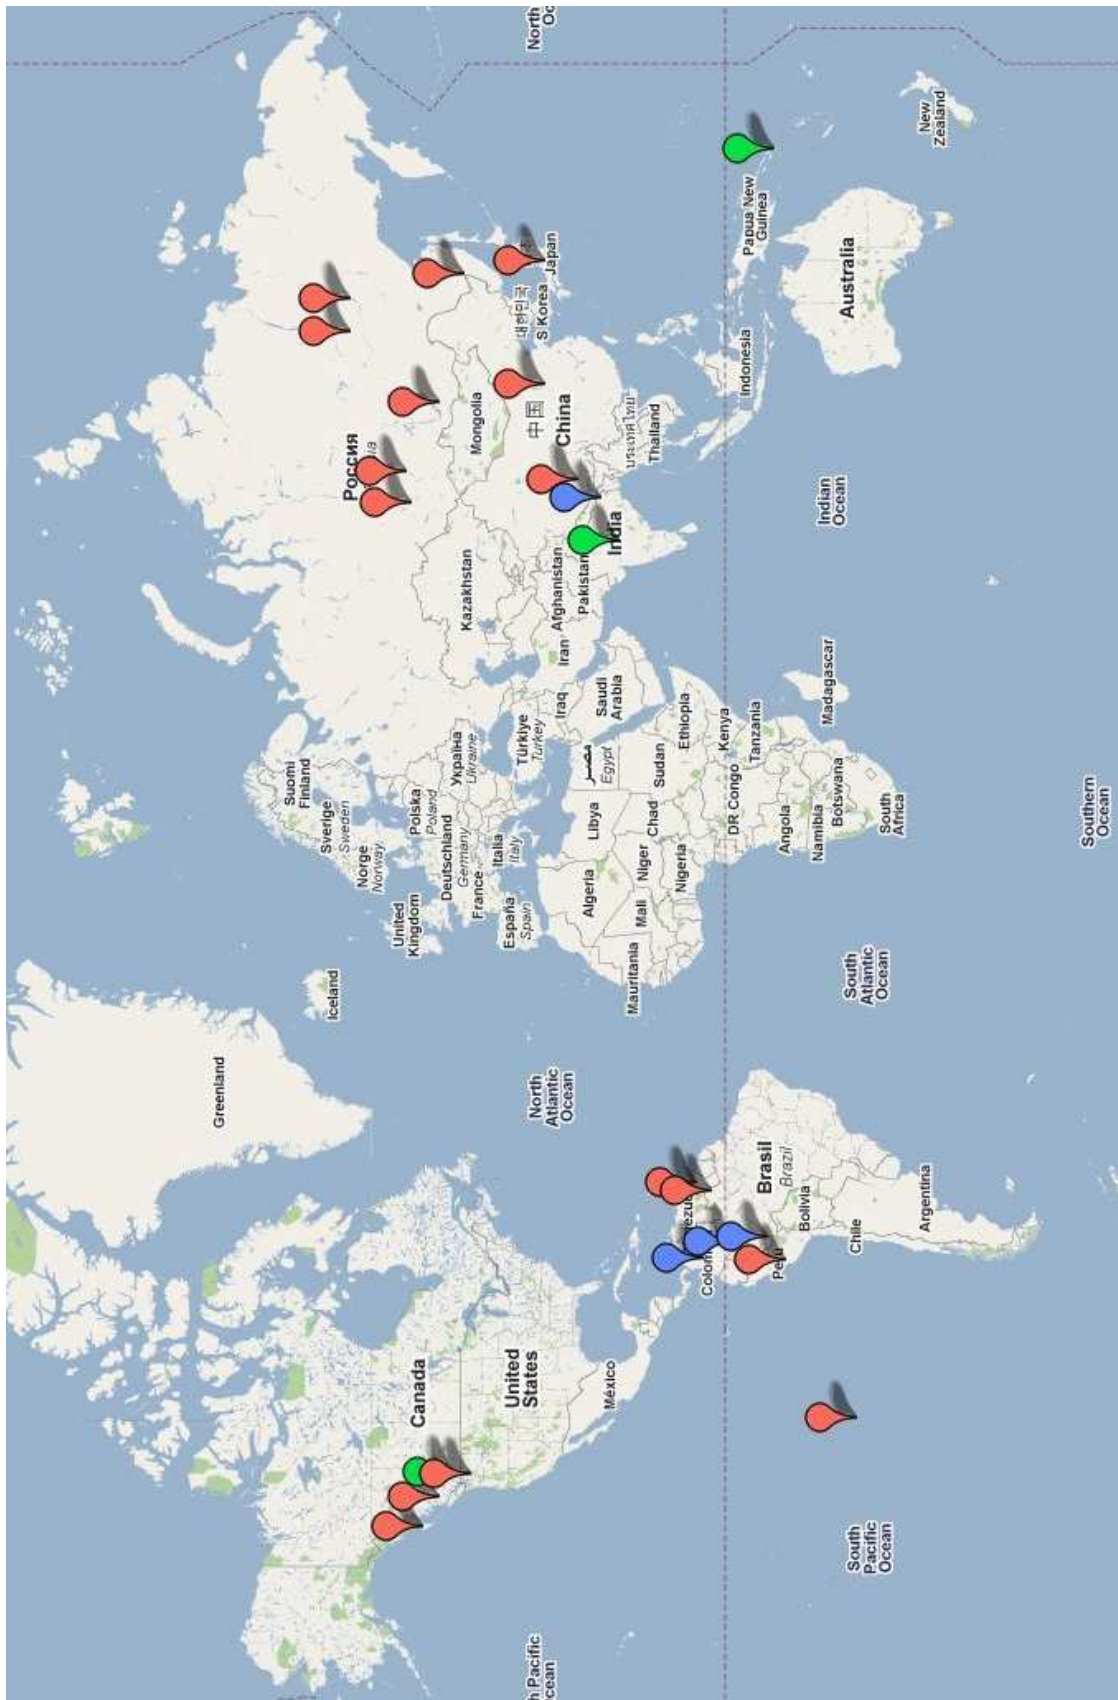 Greenland
Iceland
Canada
United
States
México
North
Atlantic
Ocean
Colom
Brasil
Brazil
Bolivia
Chile
Argentina
South
Pacific
Ocean
South
Atlantic
Ocean
Suomi
Finland
Sverige
Sweden
Norge
Norway
United
Kingdom
Polska
Poland
Deutschland
Germany
France
Україна
Ukraine
Italia
Italy
España
Spain
Türkiye
Turkey
Россия
Kazakhstan
Mongolia
中国
China
대한민국
S Korea
Japan
Afghanistan
Pakistan
Iran
Iraq
India
Saudi
Arabia
مصر
Egypt
Libya
Algeria
Mauritania
Mali
Niger
Chad
Sudan
Nigeria
Ethiopia
DR Congo
Kenya
Tanzania
Angola
Namibia
Botswana
South
Africa
Madagascar
ประเทศไทย
Thailand
Indonesia
Papua New
Guinea
Indian
Ocean
Australia
New
Zealand
Southern
Ocean